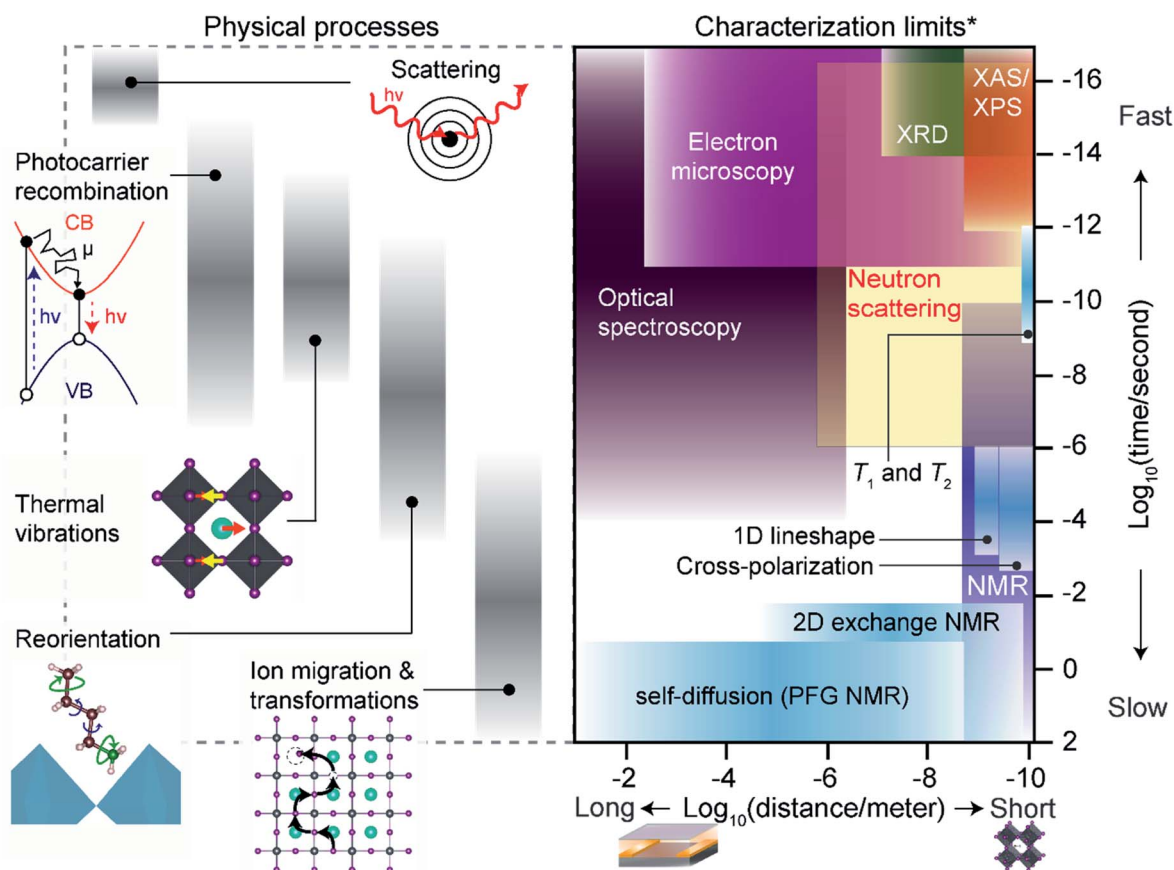 Physical processes
Characterization limits*
Scattering
hν
Photocarrier
recombination
CB
μ
hν
hν
VB
Thermal
vibrations
Reorientation
Ion migration &
transformations
XAS/
XPS
XRD
Electron
microscopy
Optical
spectroscopy
Neutron
scattering
T1 and T2
1D lineshape
Cross-polarization
NMR
2D exchange NMR
self-diffusion (PFG NMR)
-16
-14
-12
-10
-8
-6
-4
-2
0
2
Fast
Log10(time/second)
Slow
-2
-4
-6
-8
-10
Long
Log10(distance/meter)
Short